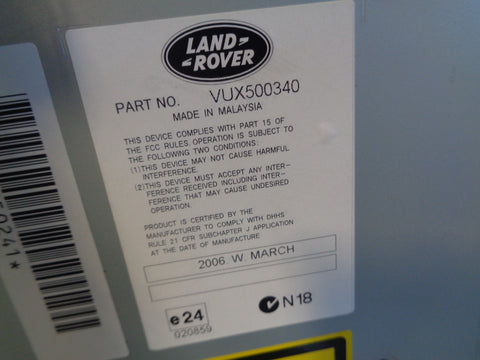 LAND-
-ROVER
PART NO. VUX500340
MADE IN MALAYSIA
THIS DEVICE COMPLIES WITH PART 15 OF
THE FCC RULES. OPERATION IS SUBJECT TO
THE FOLLOWING TWO CONDITIONS:
(1)THIS DEVICE MAY NOT CAUSE HARMFUL
INTERFERENCE.
(2)THIS DEVICE MUST ACCEPT ANY INTER-
FERENCE RECEIVED INCLUDING INTER-
FERENCE THAT MAY CAUSE UNDESIRED
OPERATION.
PRODUCT IS CERTIFIED BY THE
MANUFACTURER TO COMPLY WITH DHHS
RULE 21 CFR SUBCHAPTER J APPLICATION
AT THE DATE OF MANUFACTURE
2006. W. MARCH
e24
020859
N18
0241*